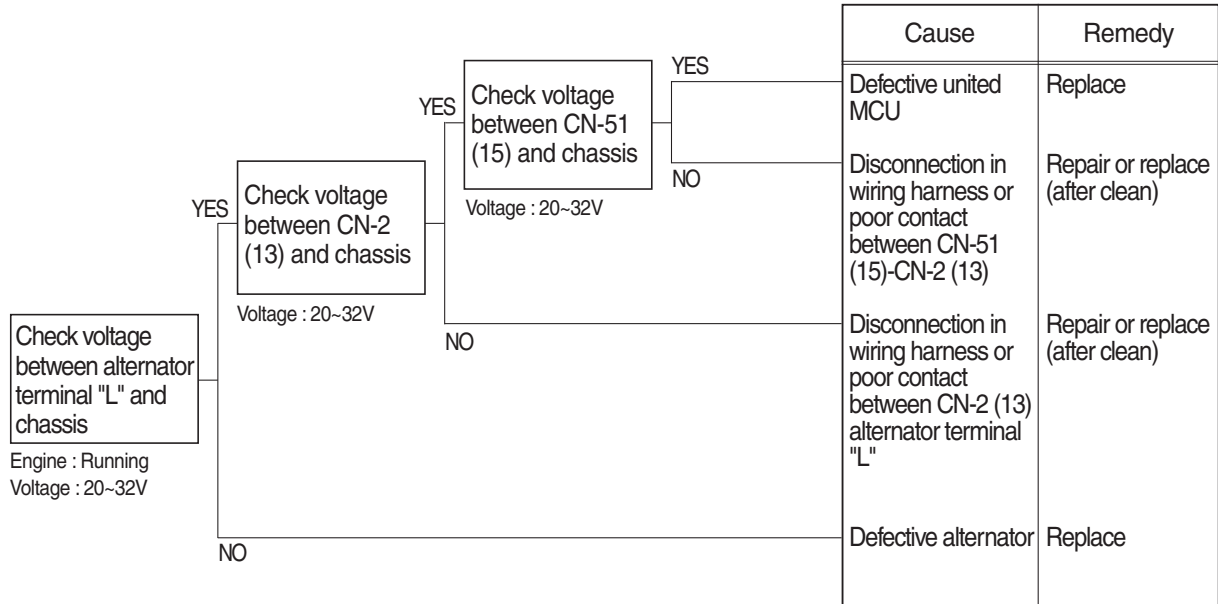 Cause
Remedy
YES
Check voltage
between CN-51
(15) and chassis
Voltage : 20~32V
YES
NO
Defective united
MCU
Replace
Disconnection in
wiring harness or
poor contact
between CN-51
(15)-CN-2 (13)
Repair or replace
(after clean)
YES
Check voltage
between CN-2
(13) and chassis
Voltage : 20~32V
NO
Disconnection in
wiring harness or
poor contact
between CN-2 (13)
alternator terminal
"L"
Repair or replace
(after clean)
Check voltage
between alternator
terminal "L" and
chassis
Engine : Running
Voltage : 20~32V
NO
Defective alternator
Replace